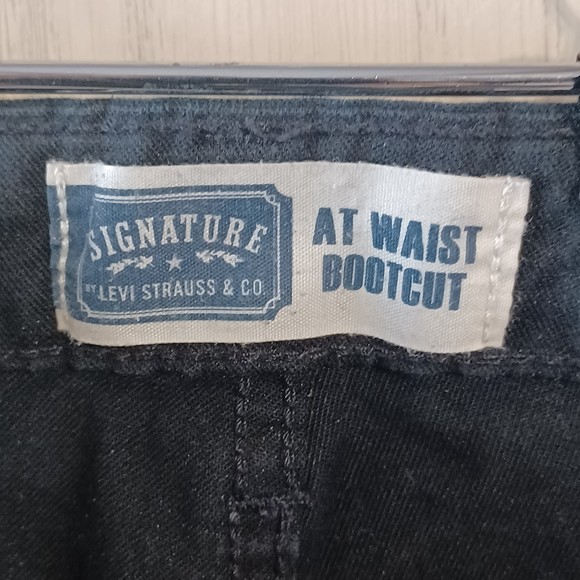 SIGNATURE
BY LEVI STRAUSS & CO.
AT WAIST
BOOTCUT